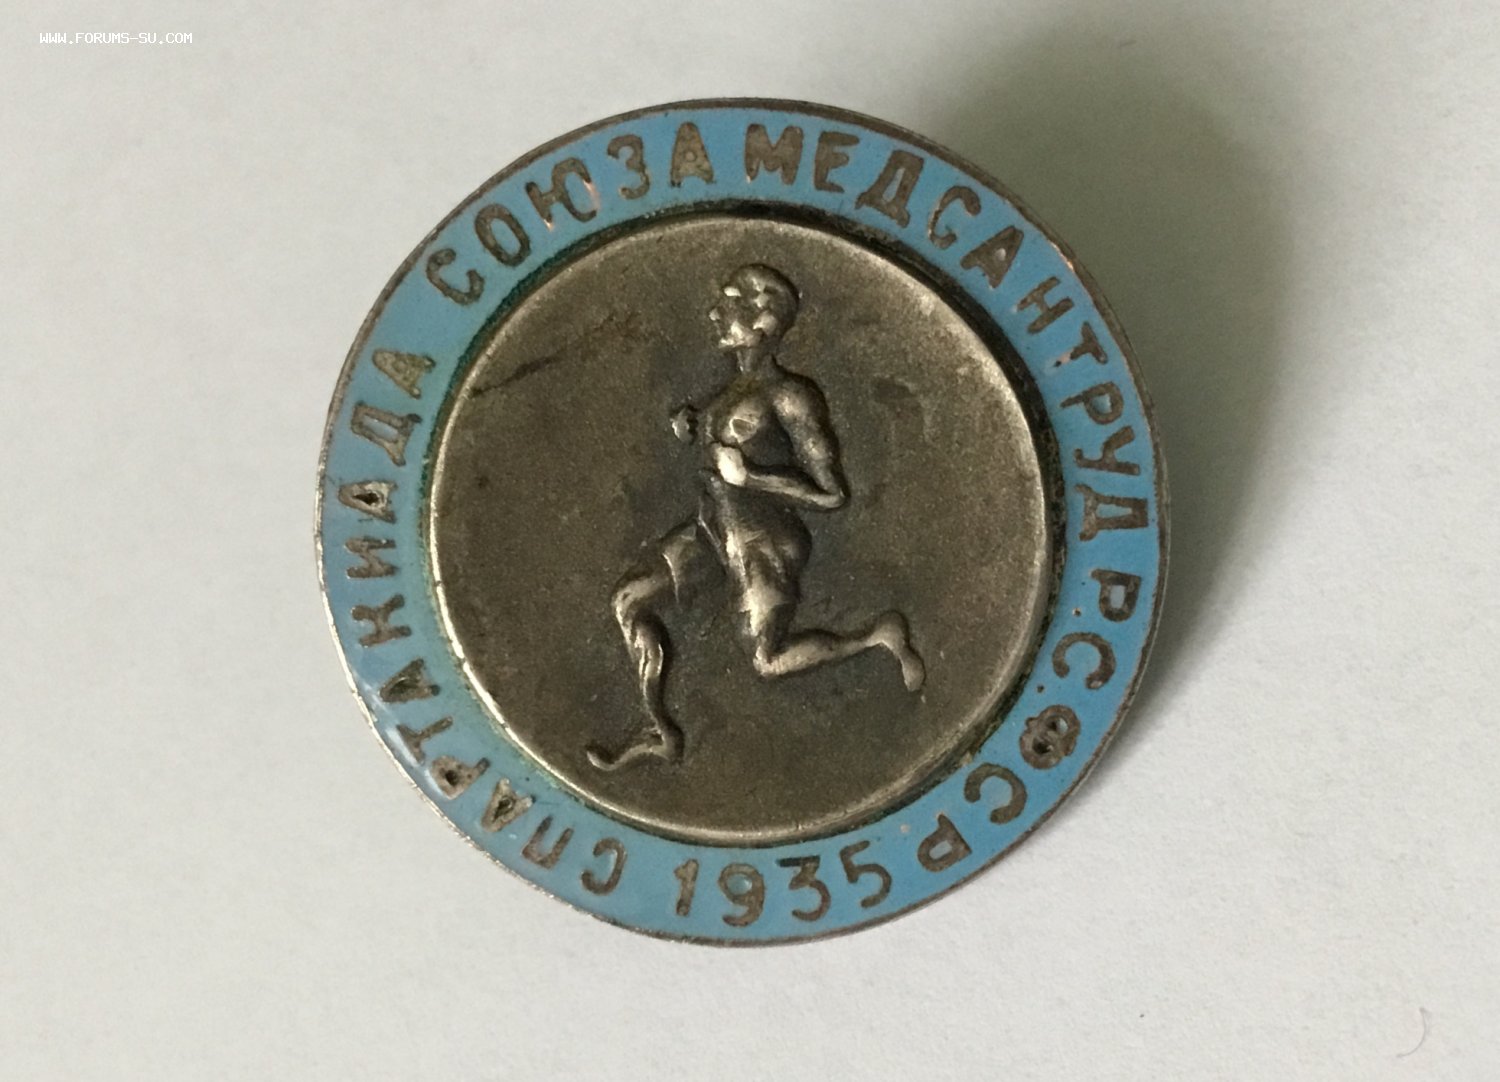 WWW.FORUMS-SU.COM
СПАРТАКИАДА СОЮЗА МЕДСАНТРУД Р.С.Ф.С.Р.
1935